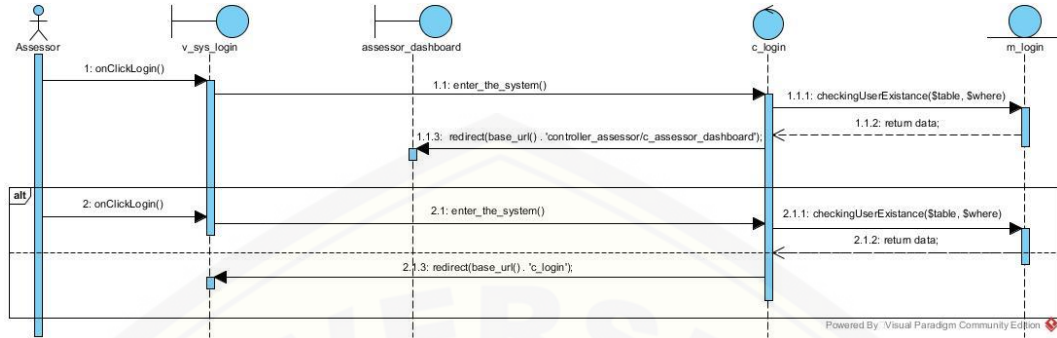 Assessor
v_sys_login
assessor_dashboard
c_login
m_login
1: onClickLogin()
1.1: enter_the_system()
1.1.1: checkingUserExistance($table, $where)
1.1.2: return data;
1.1.3: redirect(base_url() . 'controller_assessor/c_assessor_dashboard');
alt
2: onClickLogin()
2.1: enter_the_system()
2.1.1: checkingUserExistance($table, $where)
2.1.2: return data;
2.1.3: redirect(base_url() . 'c_login');
Powered By Visual Paradigm Community Edition